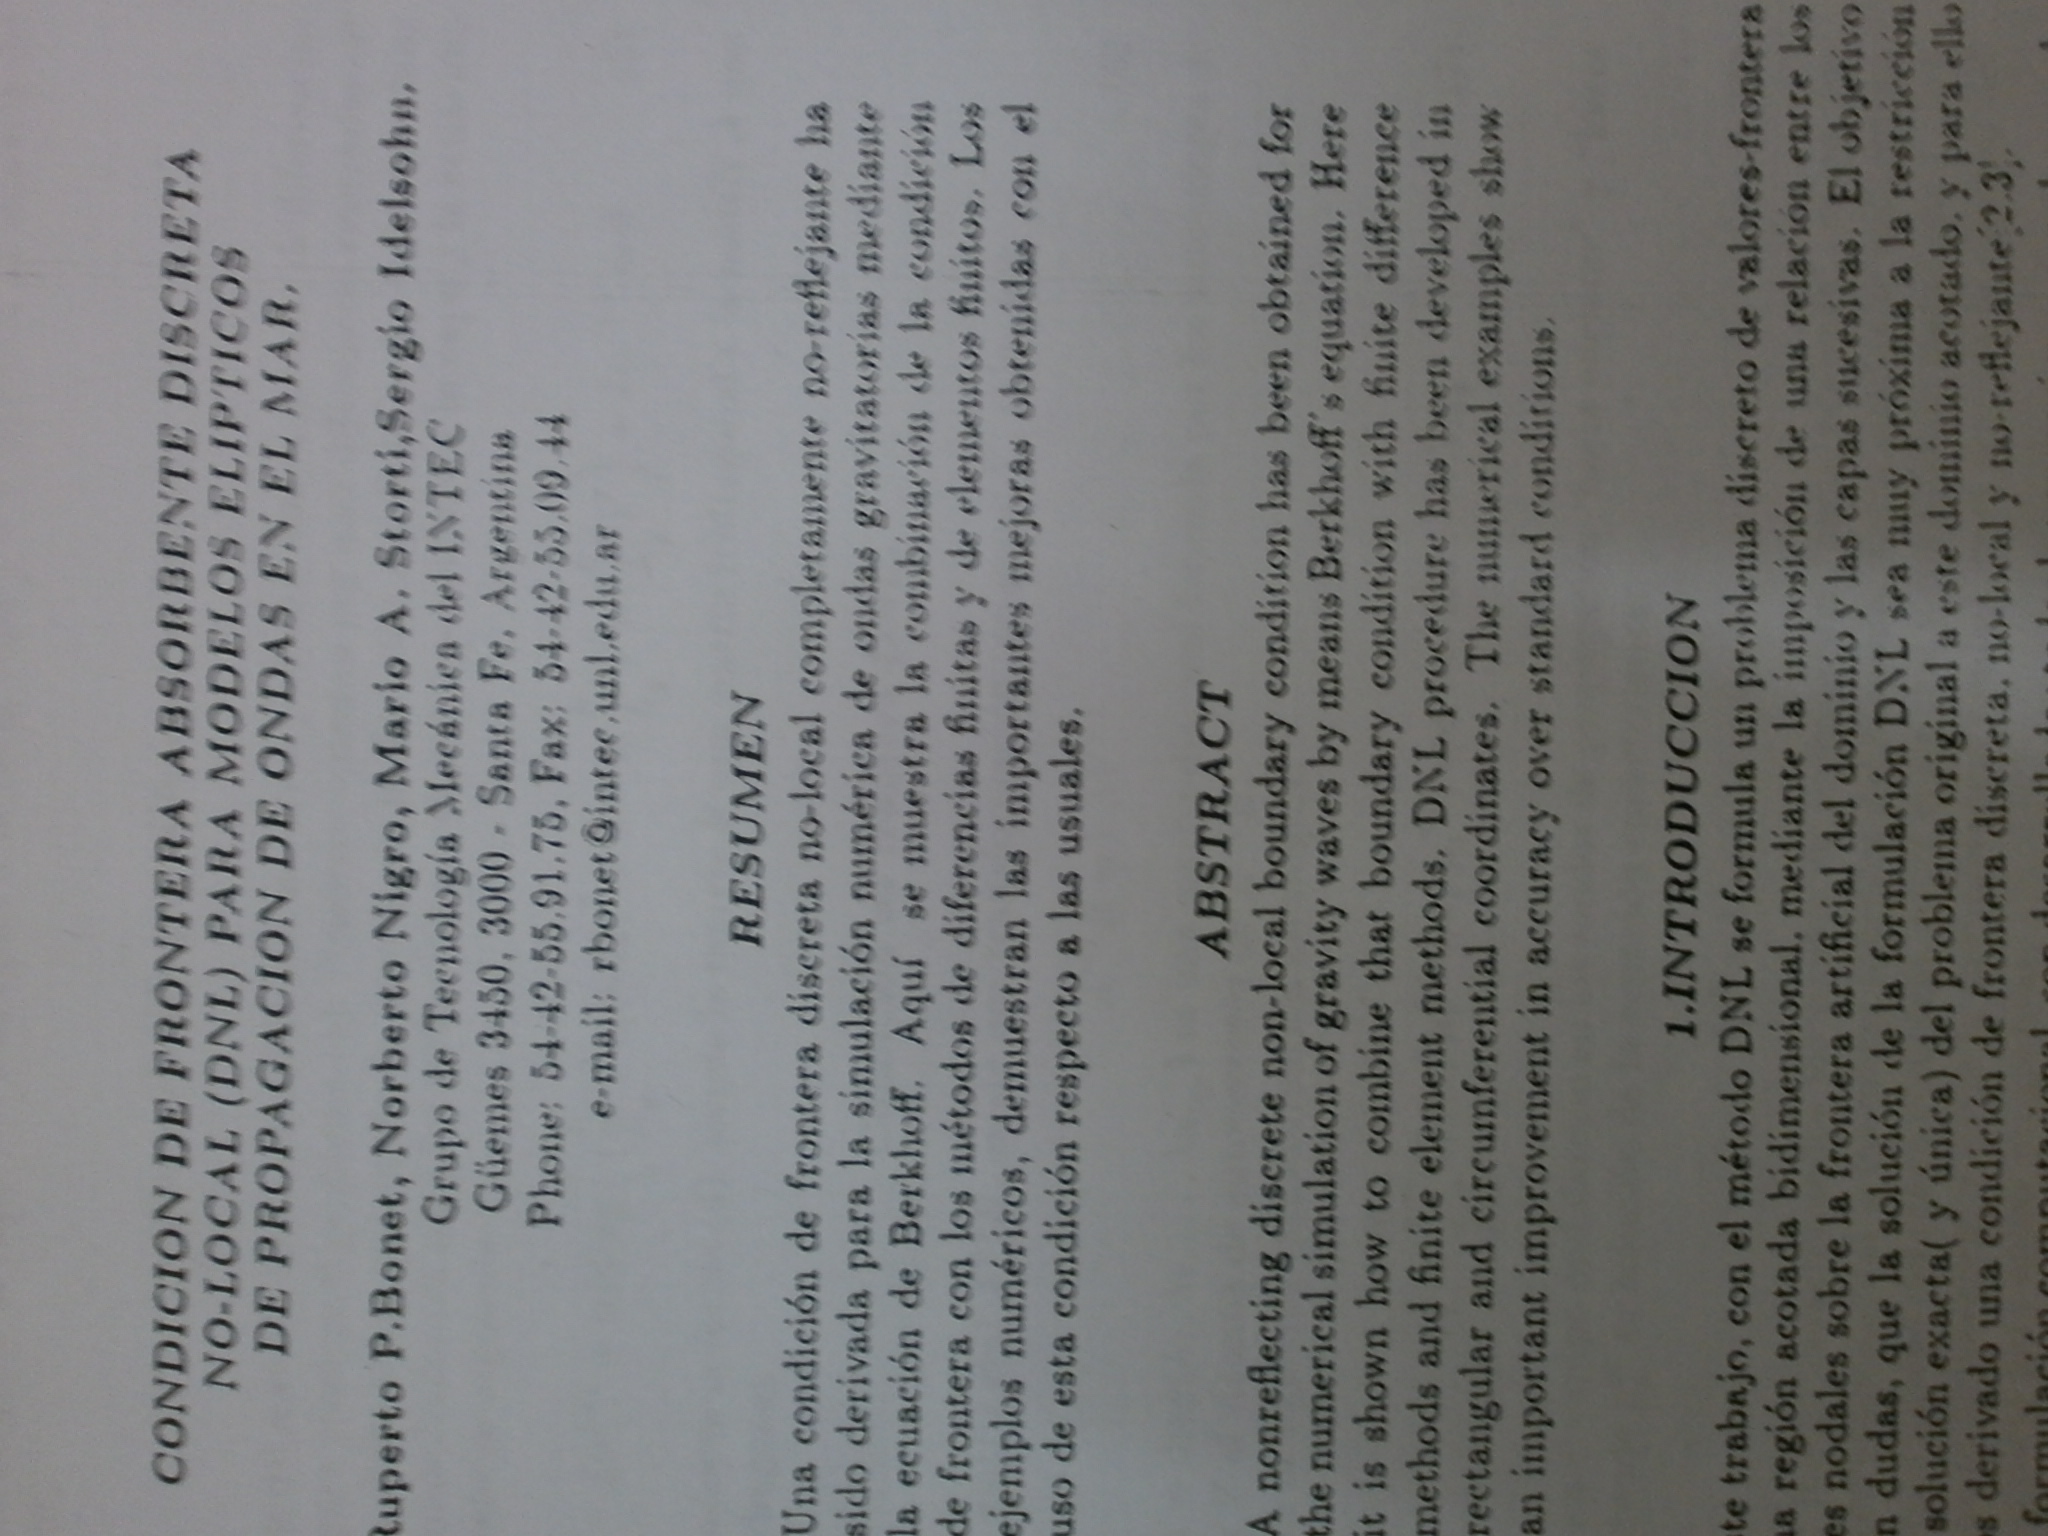 CONDICION DE FRONTERA ABSORBENTE DISCRETA
NO-LOCAL (DNL) PARA MODELOS ELIPTICOS
DE PROPAGACION DE ONDAS EN EL MAR.
Ruperto P.Bonet, Norberto Nigro, Mario A. Storti,Sergio Idelsohn.
Grupo de Tecnología Mecánica del INTEC
Güemes 3450, 3000 - Santa Fe, Argentina
Phone: 54-42-55.91.75, Fax: 54-42-55.09.44
e-mail: rbonet@intec.unl.edu.ar
RESUMEN
Una condición de frontera discreta no-local completamente no-reflejante ha
sido derivada para la simulación numérica de ondas gravitatorias mediante
la ecuación de Berkhoff. Aquí se muestra la combinación de la condición
de frontera con los métodos de diferencias finitas y de elementos finitos. Los
ejemplos numéricos, demuestran las importantes mejoras obtenidas con el
uso de esta condición respecto a las usuales.
ABSTRACT
A nonreflecting discrete non-local boundary condition has been obtained for
the numerical simulation of gravity waves by means Berkhoff's equation. Here
it is shown how to combine that boundary condition with finite difference
methods and finite element methods. DNL procedure has been developed in
rectangular and circumferential coordinates. The numerical examples show
an important improvement in accuracy over standard conditions.
1.INTRODUCCION
te trabajo, con el método DNL se formula un problema discreto de valores-frontera
a región acotada bidimensional, mediante la imposición de una relación entre los
es nodales sobre la frontera artificial del dominio y las capas sucesivas. El objetivo
n dudas, que la solución de la formulación DNL sea muy próxima a la restricción
solución exacta( y única) del problema original a este dominio acotado, y para ello
s derivado una condición de frontera discreta, no-local y no-reflejante
formulación computacional